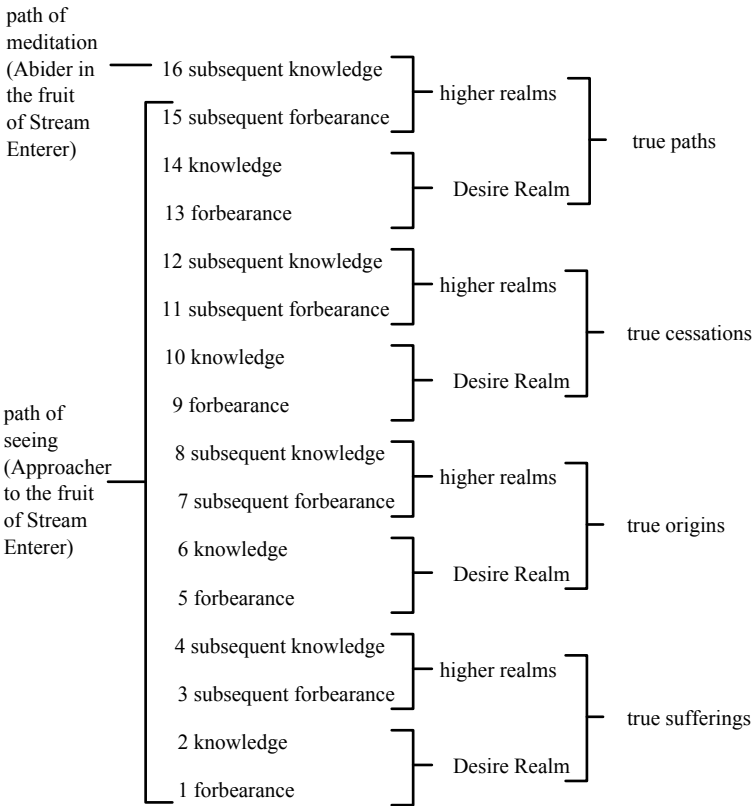 path of
meditation
(Abider in
the fruit
of Stream
Enterer)
16 subsequent knowledge
15 subsequent forbearance
higher realms
14 knowledge
13 forbearance
Desire Realm
true paths
12 subsequent knowledge
11 subsequent forbearance
higher realms
10 knowledge
9 forbearance
Desire Realm
true cessations
path of
seeing
(Approacher
to the fruit
of Stream
Enterer)
8 subsequent knowledge
7 subsequent forbearance
higher realms
6 knowledge
5 forbearance
Desire Realm
true origins
4 subsequent knowledge
3 subsequent forbearance
higher realms
2 knowledge
1 forbearance
Desire Realm
true sufferings